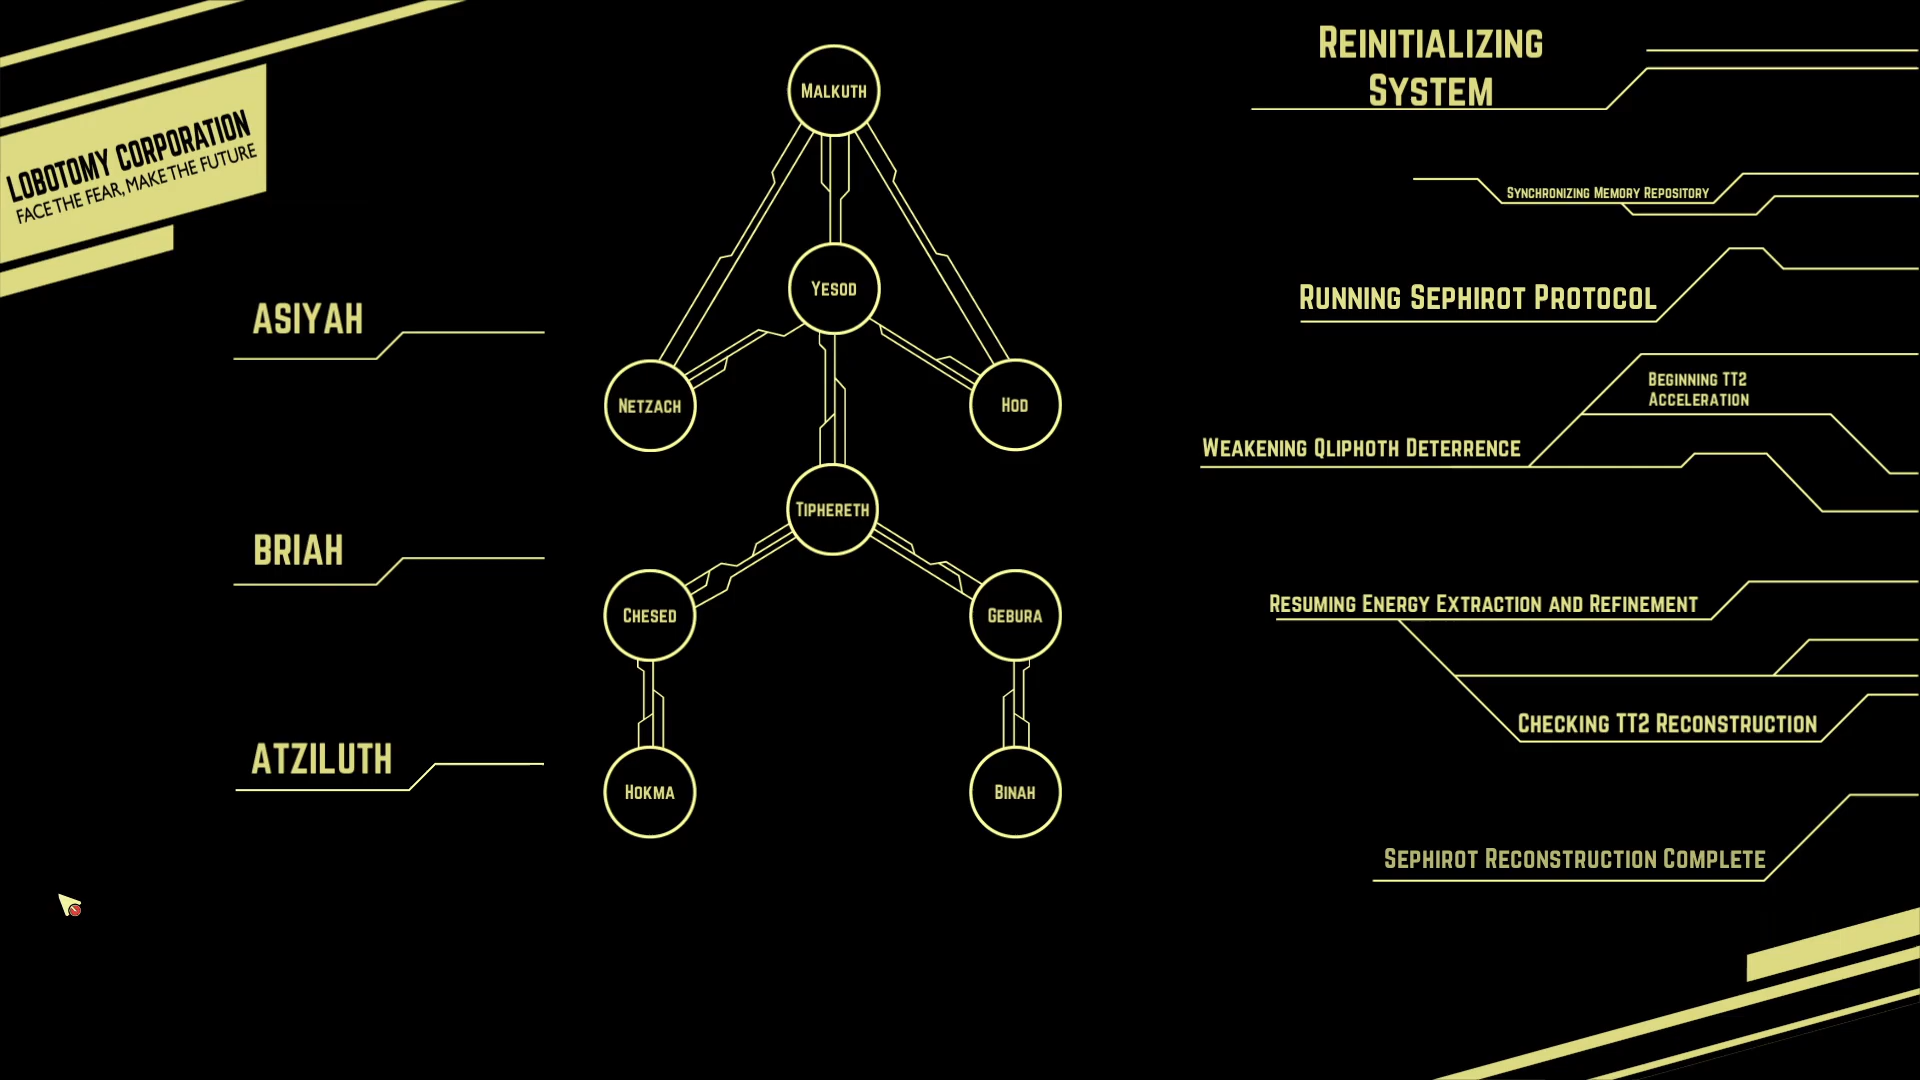 LOBOTOMY CORPORATION
FACE THE FEAR, MAKE THE FUTURE
ASIYAH
BRIAH
ATZILUTH
MALKUTH
YESOD
NETZACH
HOD
TIPHERETH
CHESED
GEBURA
HOKMA
BINAH
REINITIALIZING
SYSTEM
SYNCHRONIZING MEMORY REPOSITORY
RUNNING SEPHIROT PROTOCOL
BEGINNING TT2
ACCELERATION
WEAKENING QLIPHOTH DETERRENCE
RESUMING ENERGY EXTRACTION AND REFINEMENT
CHECKING TT2 RECONSTRUCTION
SEPHIROT RECONSTRUCTION COMPLETE